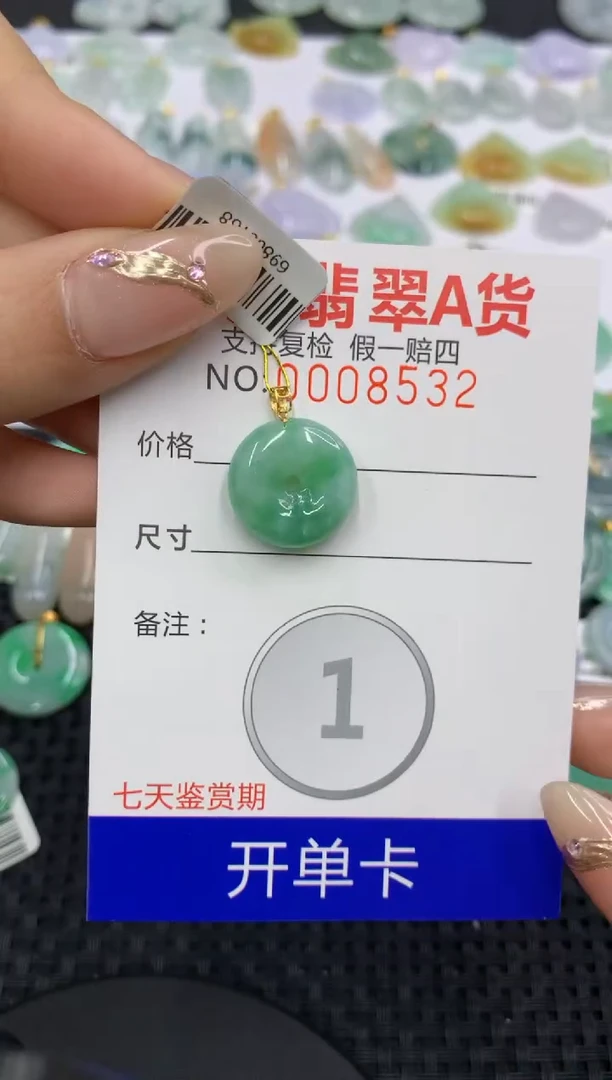 翡翠A货
支持复检 假一赔四
NO:0008532
价格
尺寸
备注：
1
七天鉴赏期
开单卡